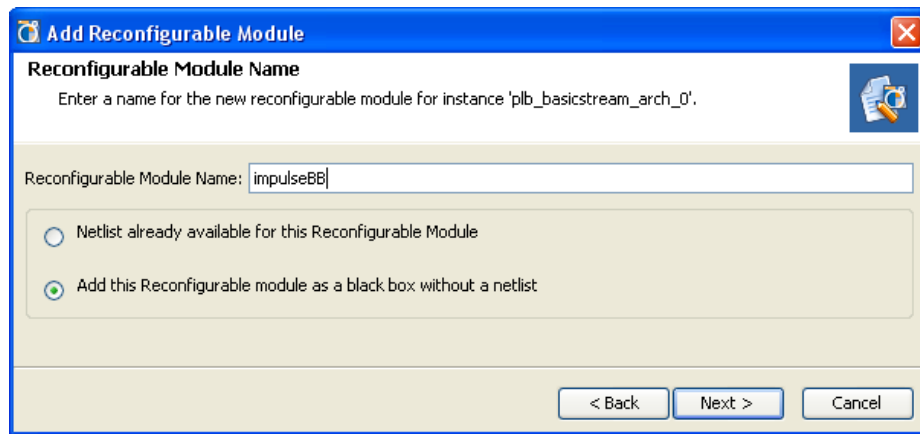 Add Reconfigurable Module
Reconfigurable Module Name
Enter a name for the new reconfigurable module for instance 'plb_basicstream_arch_0'.
Reconfigurable Module Name: impulseBB
Netlist already available for this Reconfigurable Module
Add this Reconfigurable module as a black box without a netlist
< Back Next > Cancel